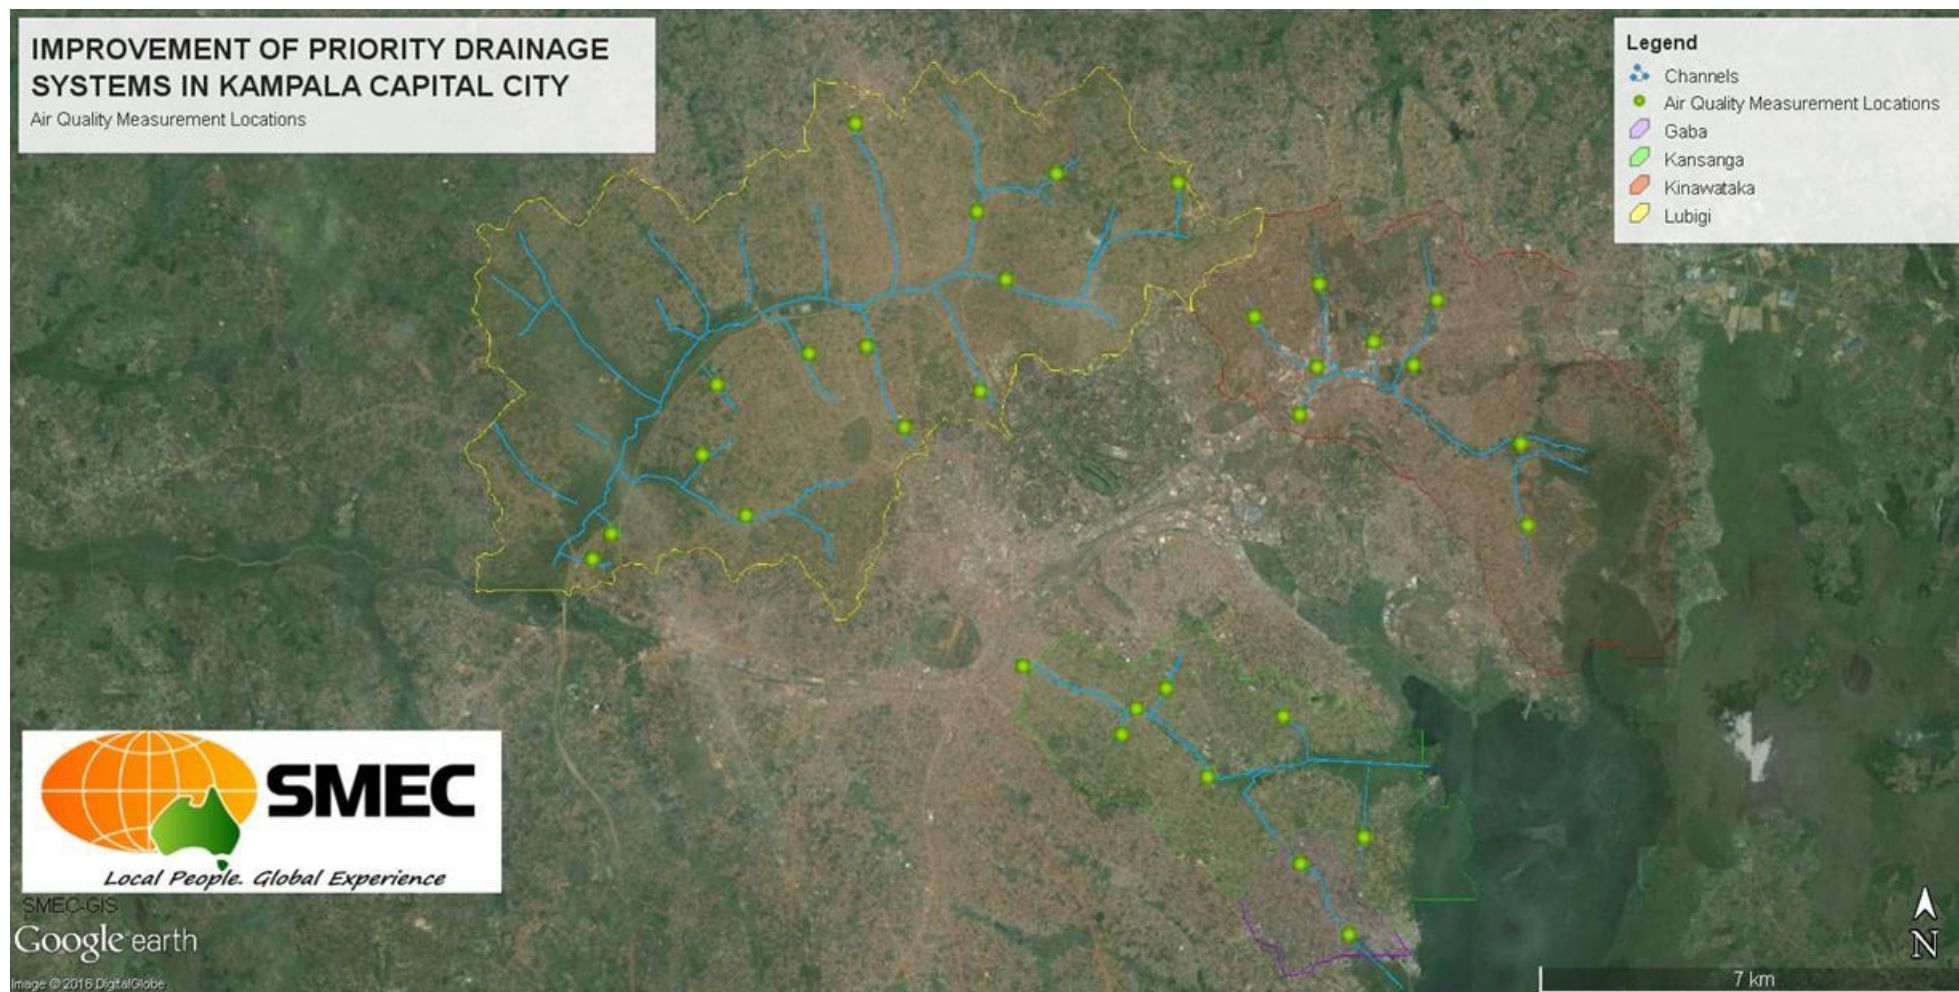 IMPROVEMENT OF PRIORITY DRAINAGE
SYSTEMS IN KAMPALA CAPITAL CITY
Air Quality Measurement Locations
Legend
Channels
Air Quality Measurement Locations
Gaba
Kansanga
Kinawataka
Lubigi
SMEC
Local People. Global Experience
SMEC-GIS
Google earth
Image © 2016 DigitalGlobe
N
7 km